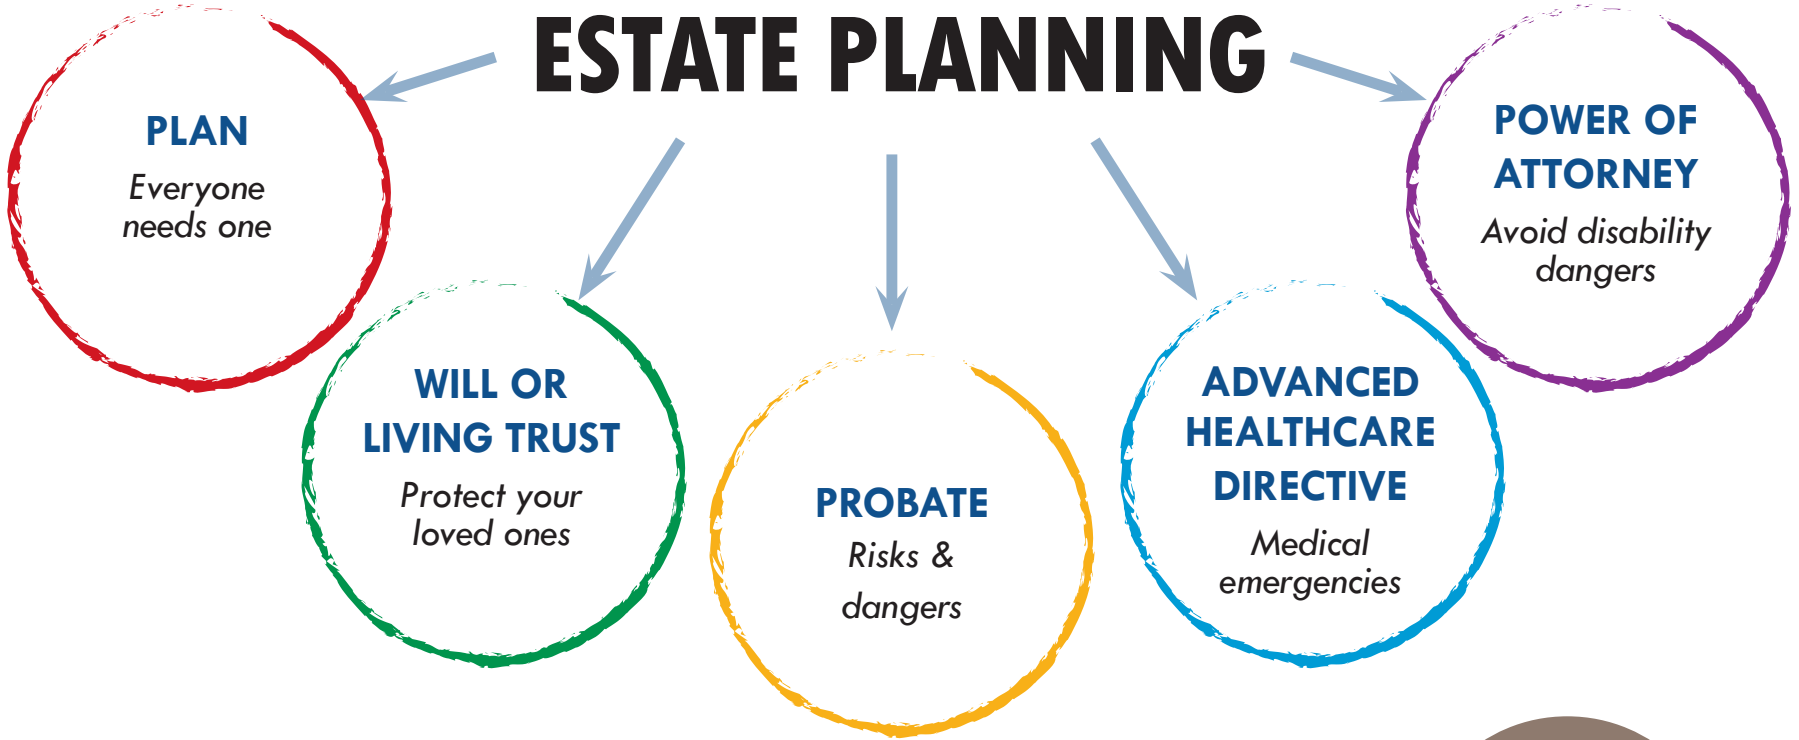 ESTATE PLANNING
PLAN
Everyone
needs one
WILL OR
LIVING TRUST
Protect your
loved ones
PROBATE
Risks &
dangers
ADVANCED
HEALTHCARE
DIRECTIVE
Medical
emergencies
POWER OF
ATTORNEY
Avoid disability
dangers